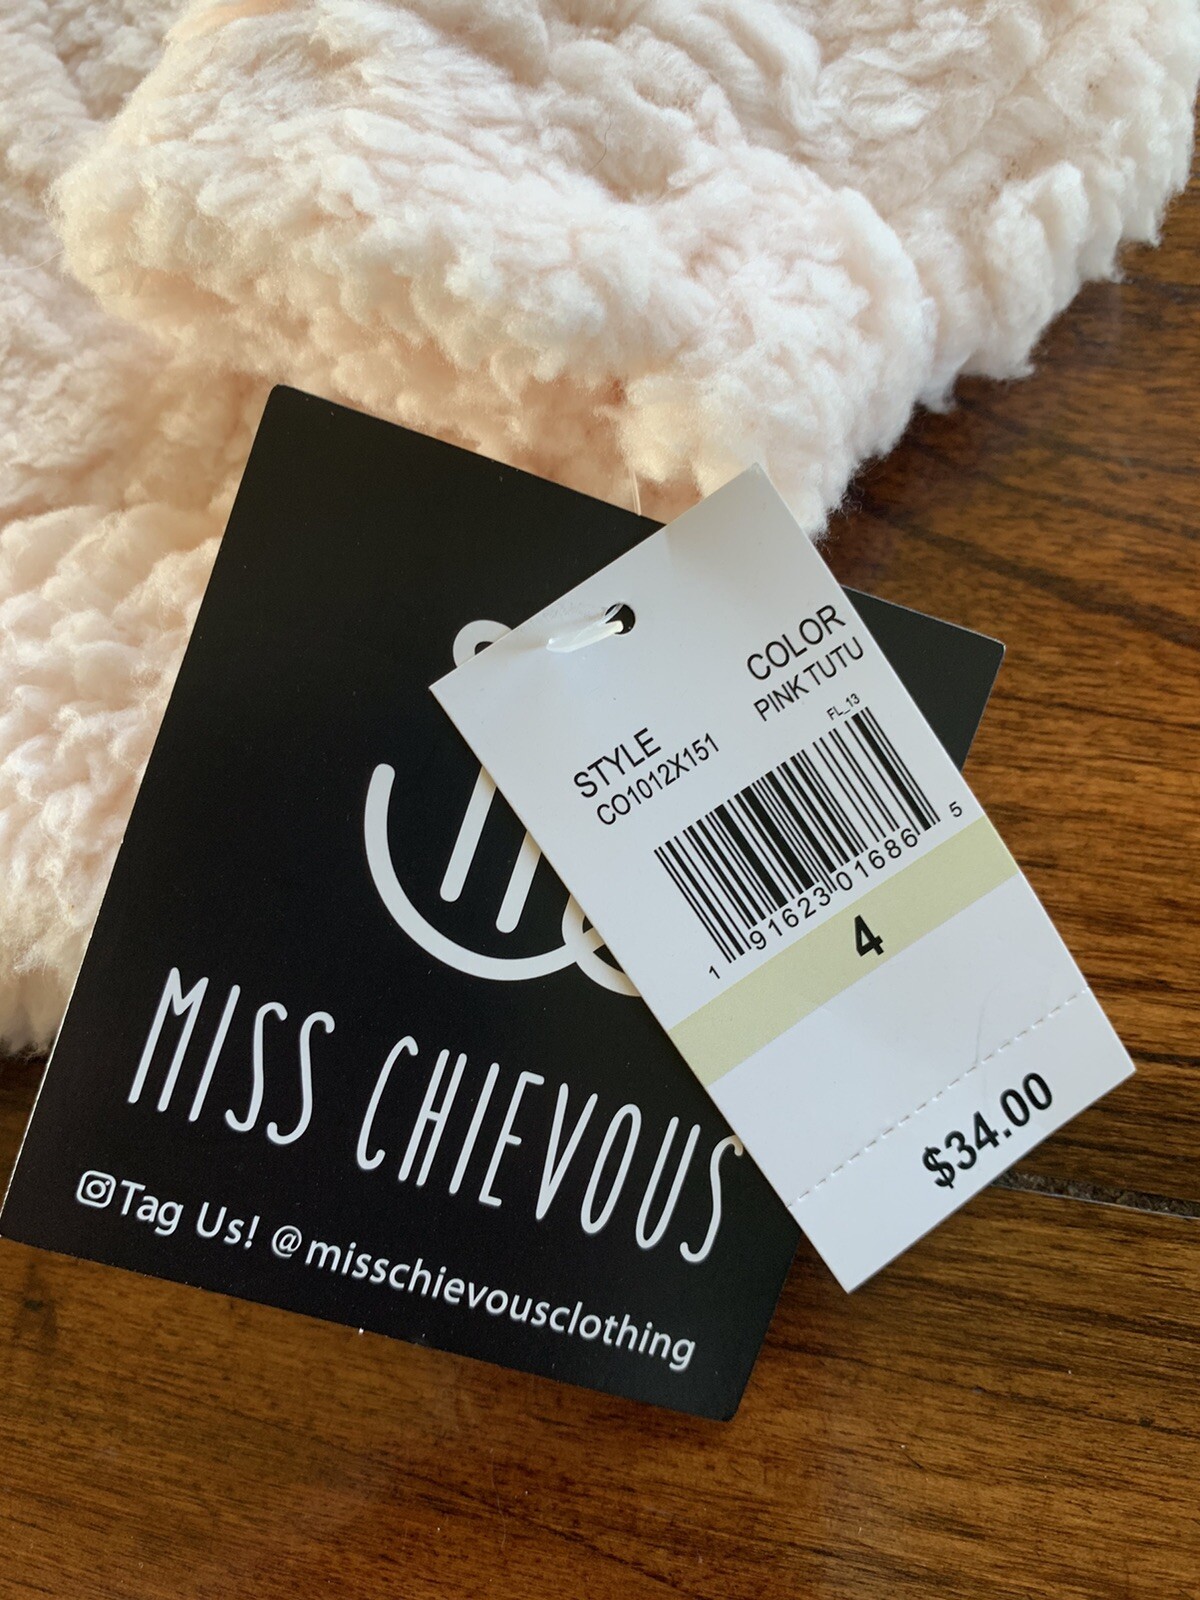 COLOR
PINK TUTU
STYLE
CO1012X151
FL_13
1 91623 01686 5
4
$34.00
MISS CHIEVOUS
Tag Us! @misschievousclothing